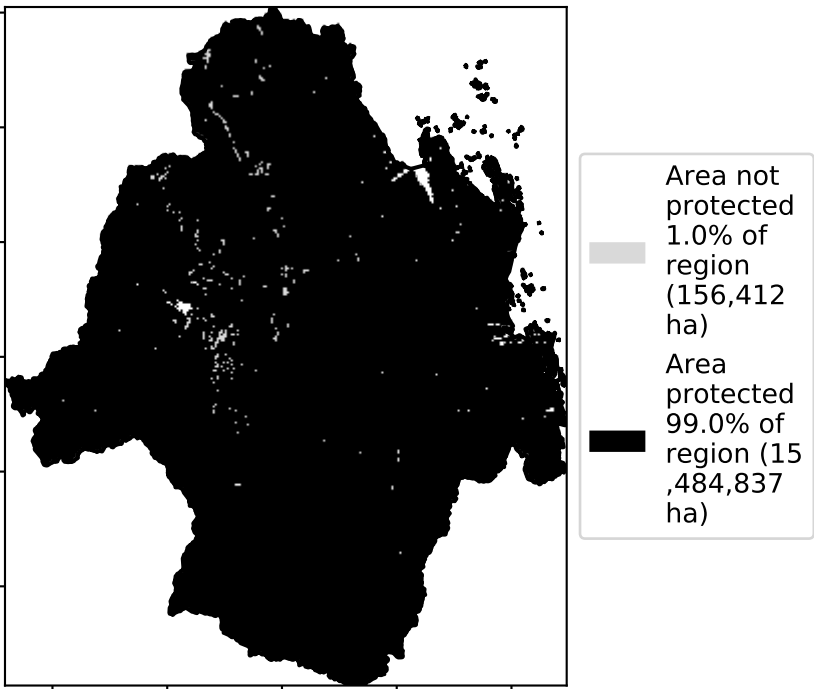 Area not
protected
1.0% of
region
(156,412
ha)
Area
protected
99.0% of
region (15
,484,837
ha)